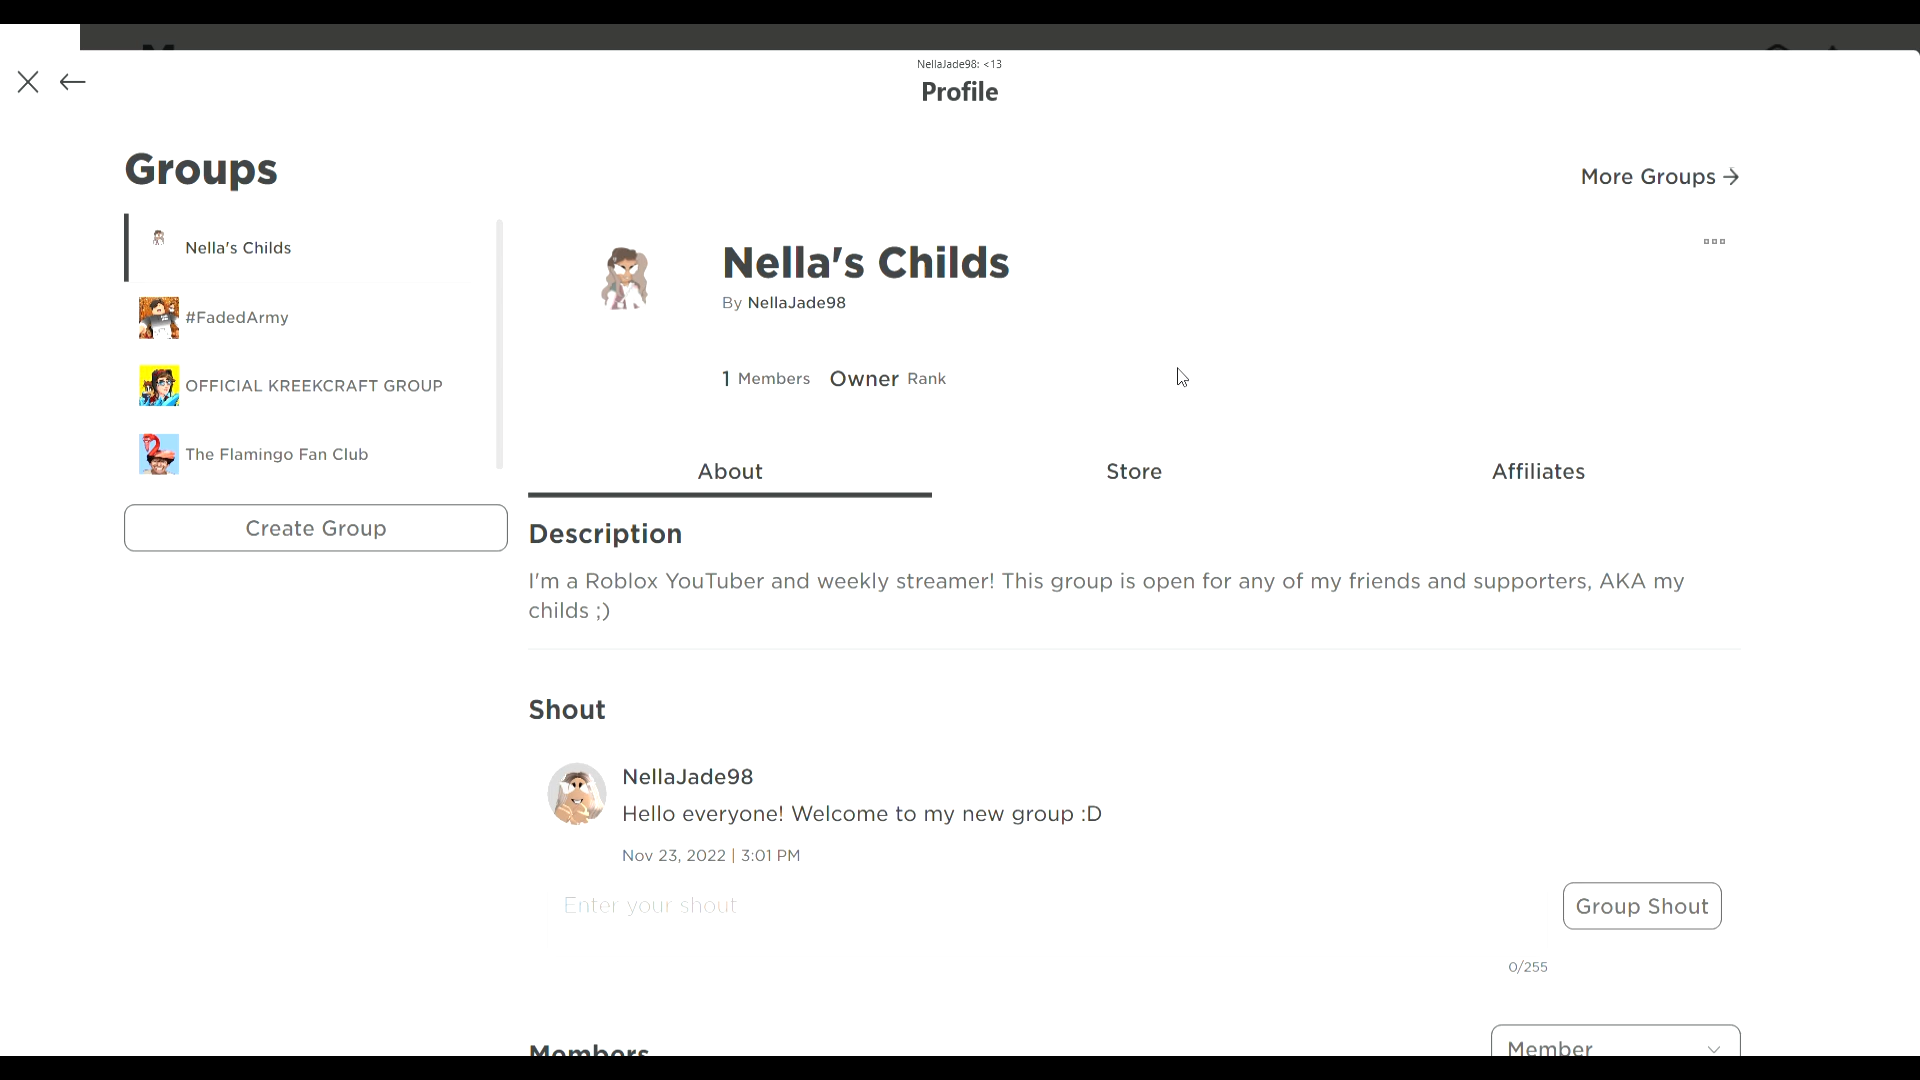 NellaJade98: <13
Profile
Groups
More Groups
Nella's Childs
#FadedArmy
OFFICIAL KREEKCRAFT GROUP
The Flamingo Fan Club
Create Group
Nella's Childs
By NellaJade98
1 Members Owner Rank
About Store Affiliates
Description
I'm a Roblox YouTuber and weekly streamer! This group is open for any of my friends and supporters, AKA my
childs ;)
Shout
NellaJade98
Hello everyone! Welcome to my new group :D
Nov 23, 2022 | 3:01 PM
Enter your shout
Group Shout
0/255
Members
Member